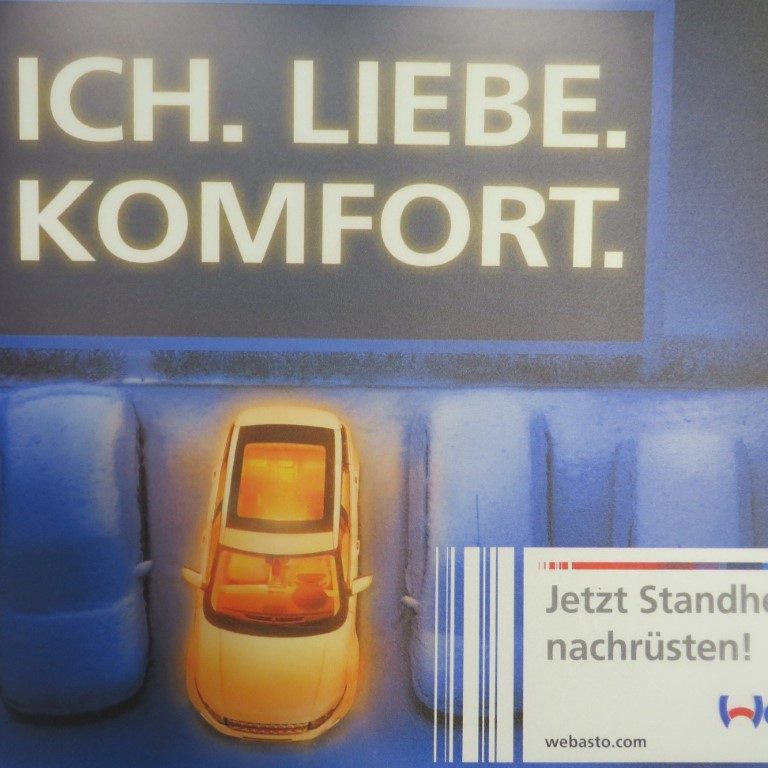 ICH. LIEBE.
KOMFORT.
Jetzt Standhe
nachrüsten!
webasto.com